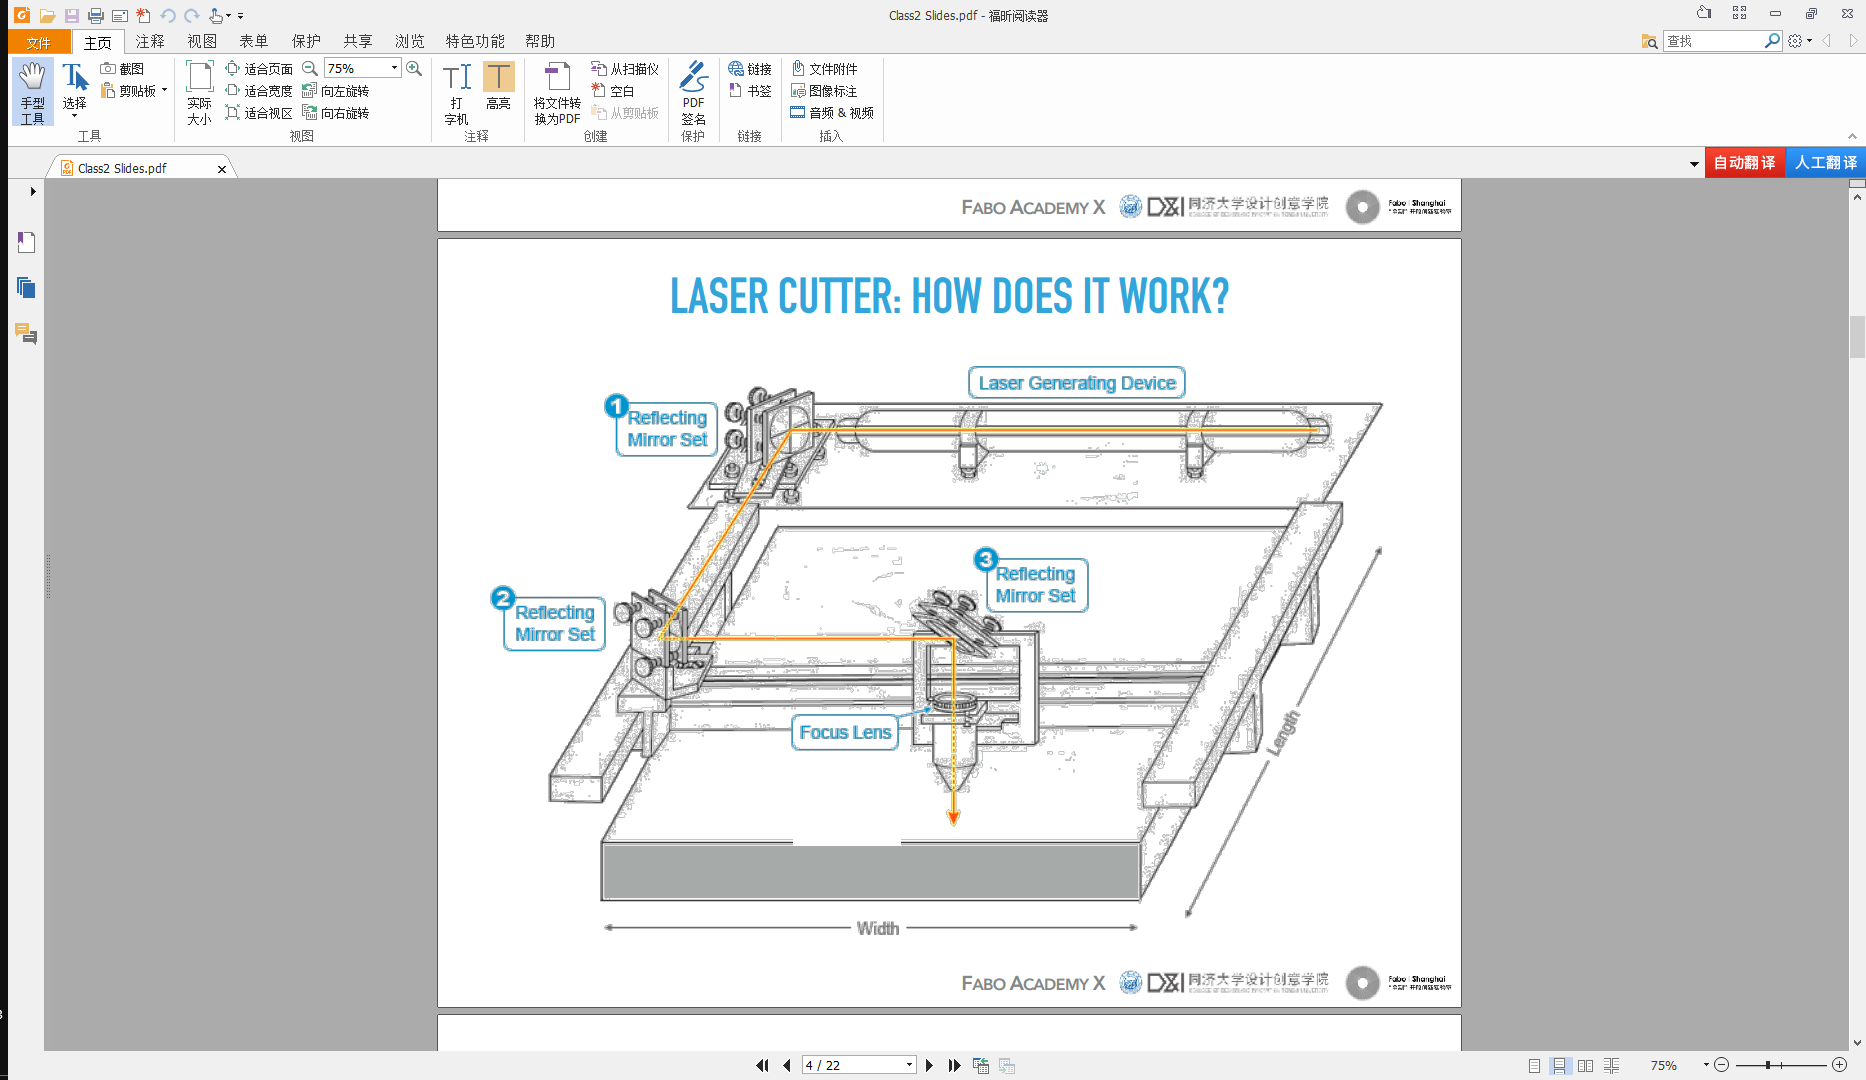 Class2 Slides.pdf - 福昕阅读器
文件 主页 注释 视图 表单 保护 共享 浏览 特色功能 帮助
查找
手型
工具
选择
截图
剪贴板
工具
实际
大小
适合页面
适合宽度
适合视区
75%
向左旋转
向右旋转
视图
打
字机
高亮
注释
将文件转
换为PDF
从扫描仪
空白
从剪贴板
创建
PDF
签名
保护
链接
书签
链接
文件附件
图像标注
音频 & 视频
插入
Class2 Slides.pdf
自动翻译 人工翻译
FABO ACADEMY X 同济大学设计创意学院 Fabo | Shanghai
LASER CUTTER: HOW DOES IT WORK?
Laser Generating Device
1
Reflecting
Mirror Set
3
Reflecting
Mirror Set
2
Reflecting
Mirror Set
Focus Lens
Length
Width
FABO ACADEMY X 同济大学设计创意学院 Fabo | Shanghai
4 / 22
75%